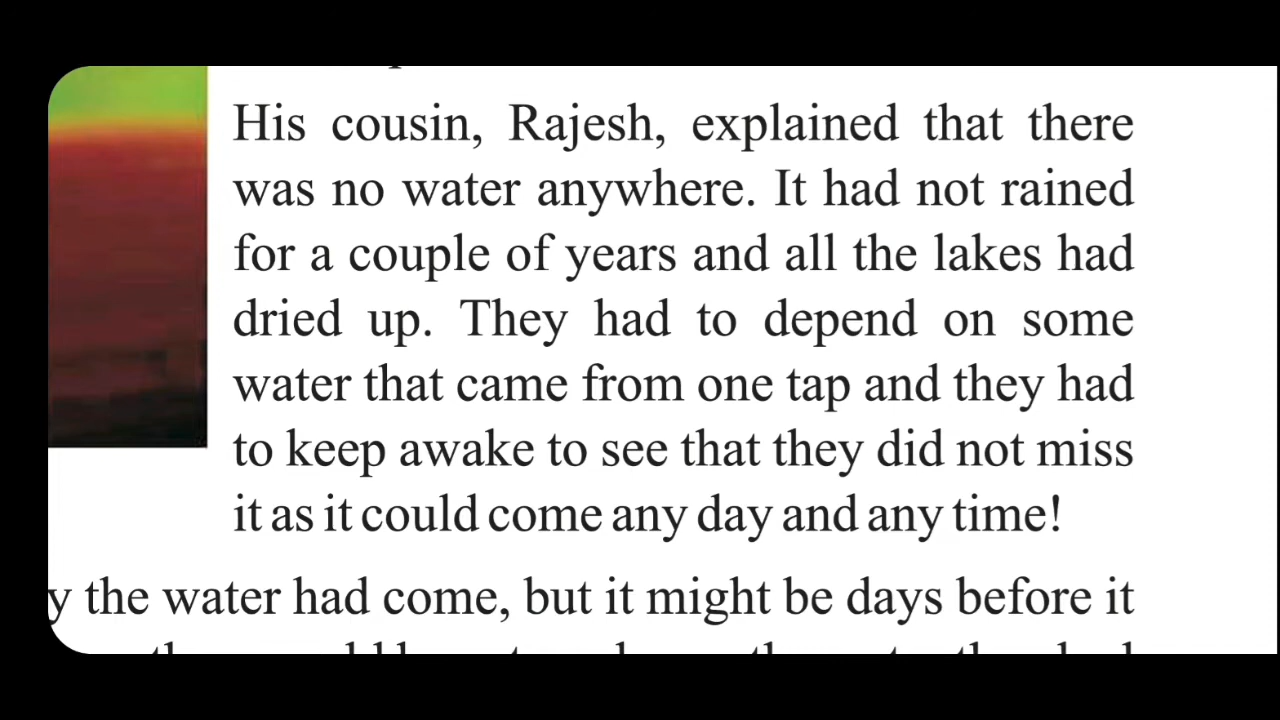 His cousin, Rajesh, explained that there
was no water anywhere. It had not rained
for a couple of years and all the lakes had
dried up. They had to depend on some
water that came from one tap and they had
to keep awake to see that they did not miss
it as it could come any day and any time!
the water had come, but it might be days before it